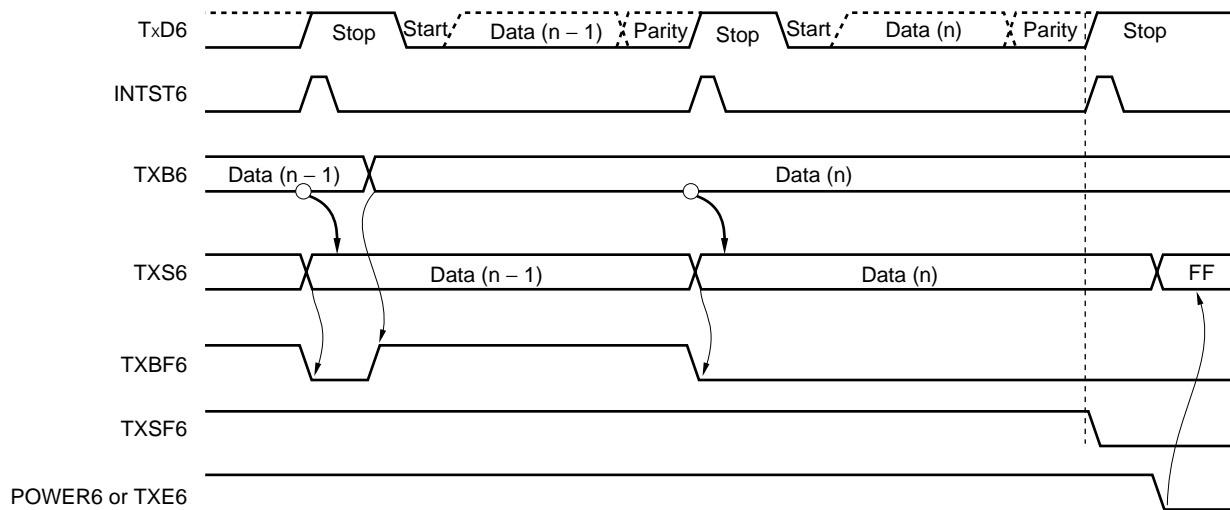 TxD6 Stop Start Data (n − 1) Parity Stop Start Data (n) Parity Stop
INTST6
TXB6 Data (n − 1) Data (n)
TXS6 Data (n − 1) Data (n) FF
TXBF6
TXSF6
POWER6 or TXE6